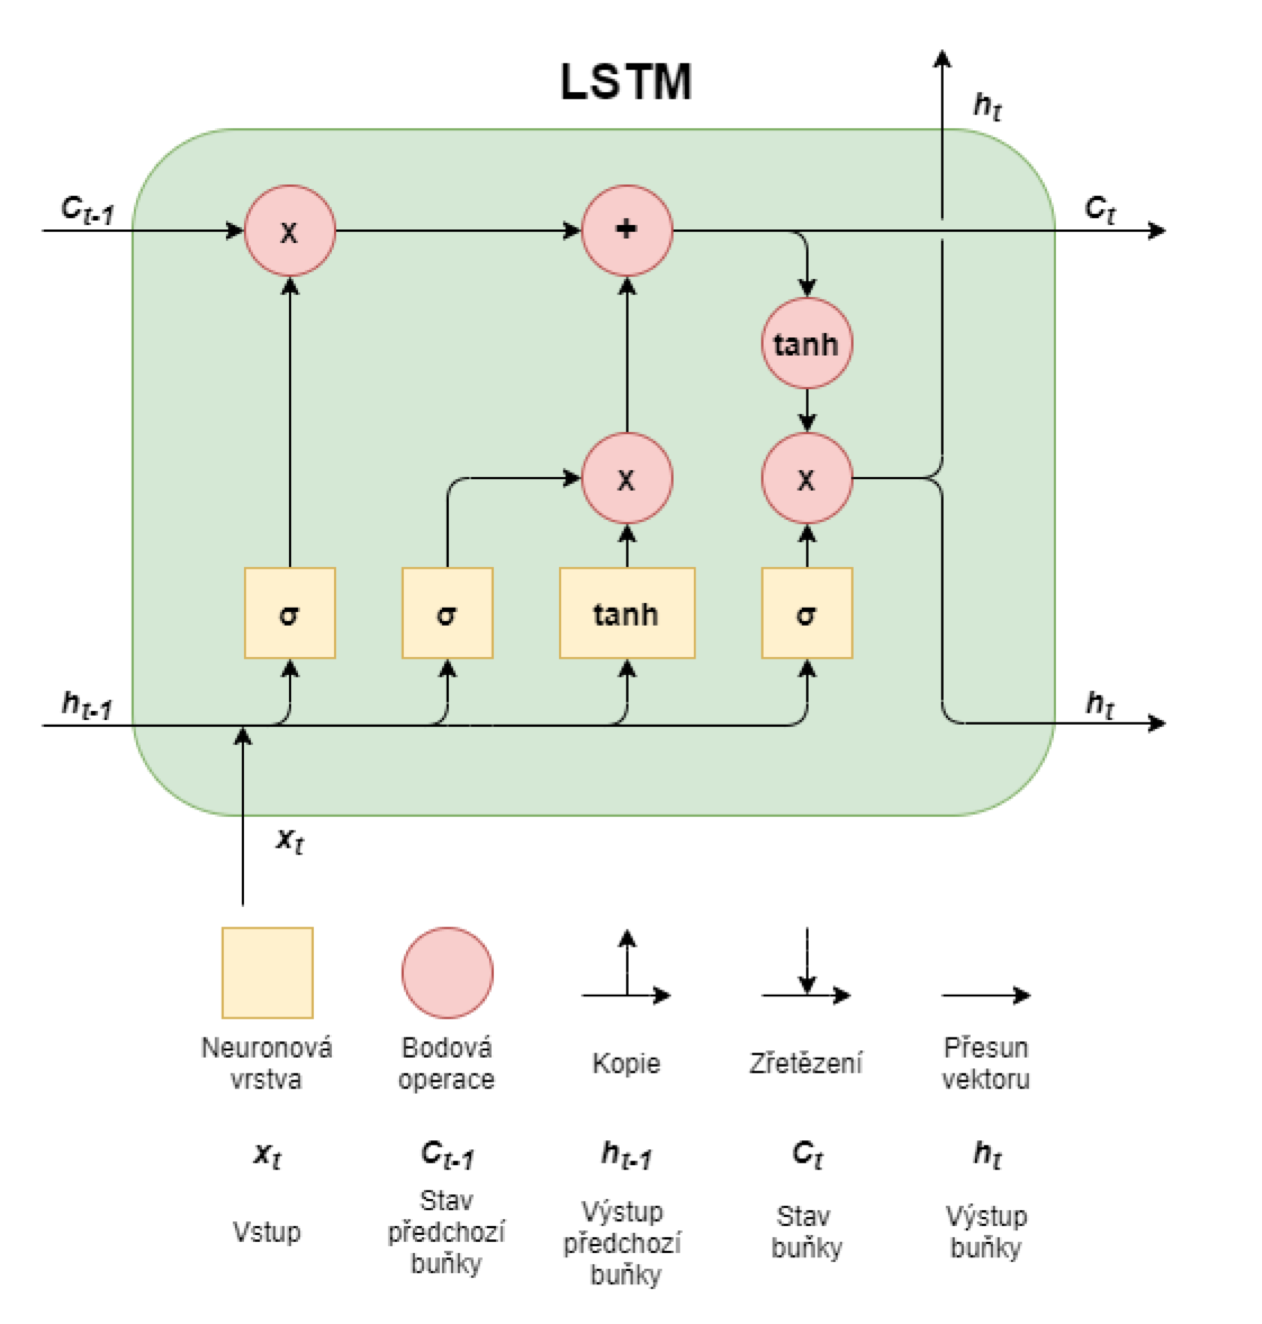 LSTM
h_t
C_{t-1}
C_t
x
+
tanh
x
x
σ
σ
tanh
σ
h_{t-1}
h_t
x_t
Neuronová
vrstva
Bodová
operace
Kopie
Zřetězení
Přesun
vektoru
x_t
C_{t-1}
h_{t-1}
C_t
h_t
Vstup
Stav
předchozí
buňky
Výstup
předchozí
buňky
Stav
buňky
Výstup
buňky